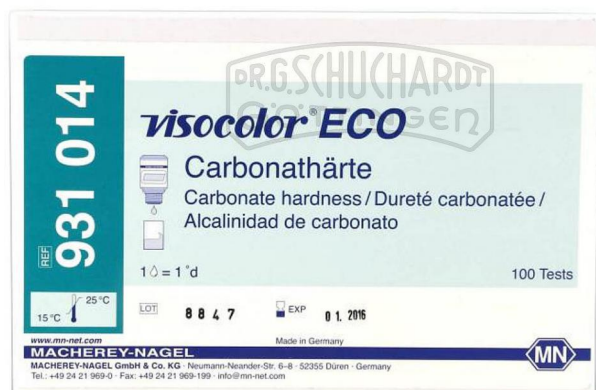 DR.G.SCHUCHARDT
GÖTTINGEN
visocolor® ECO
Carbonathärte
Carbonate hardness / Dureté carbonatée /
Alcalinidad de carbonato
1 = 1 °d
100 Tests
REF
931 014
15 °C
25 °C
LOT
8847
EXP
01. 2016
www.mn-net.com
Made in Germany
MACHEREY-NAGEL
MACHEREY-NAGEL GmbH & Co. KG · Neumann-Neander-Str. 6–8 · 52355 Düren · Germany
Tel.: +49 24 21 969-0 · Fax: +49 24 21 969-199 · info@mn-net.com
MN